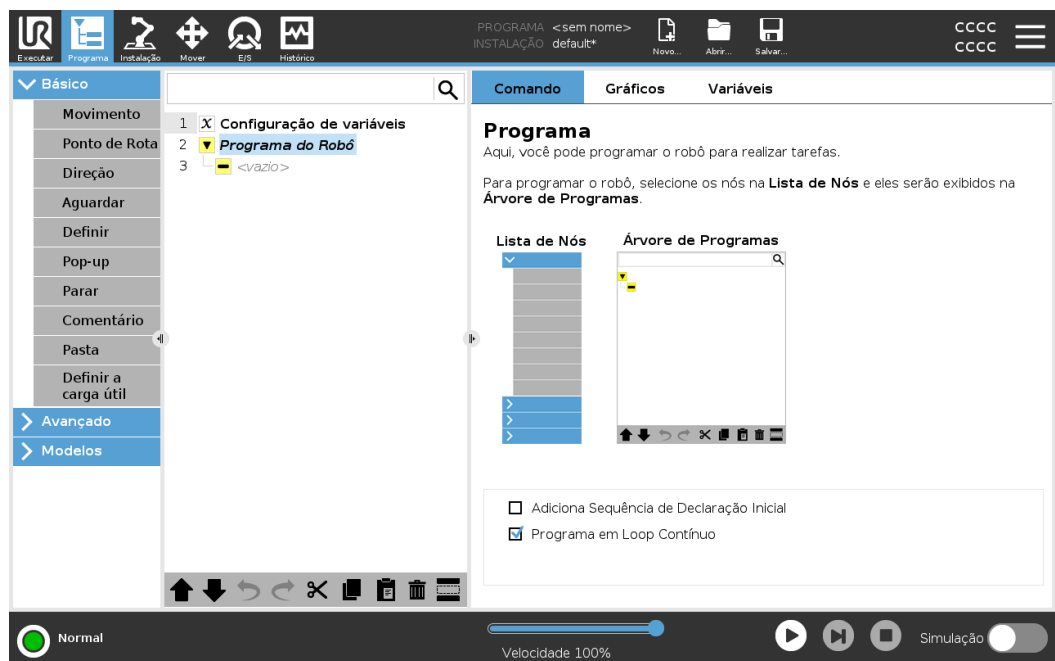 PROGRAMA <sem nome>
INSTALAÇÃO default*
CCCC
CCCC
Executar Programa Instalação Mover E/S Histórico Novo... Abrir... Salvar...
Básico
Movimento
Ponto de Rota
Direção
Aguardar
Definir
Pop-up
Parar
Comentário
Pasta
Definir a
carga útil
Avançado
Modelos
1 X Configuração de variáveis
2 Programa do Robô
3 <vazio>
Comando Gráficos Variáveis
Programa
Aqui, você pode programar o robô para realizar tarefas.
Para programar o robô, selecione os nós na Lista de Nós e eles serão exibidos na
Árvore de Programas.
Lista de Nós Árvore de Programas
Adiciona Sequência de Declaração Inicial
Programa em Loop Contínuo
Normal
Velocidade 100%
Simulação